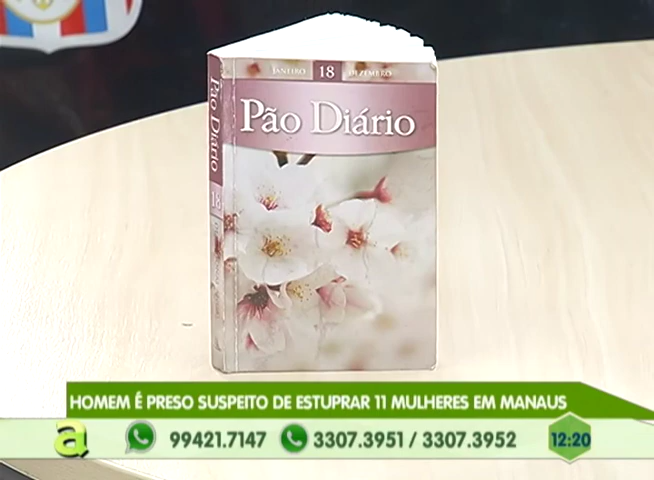 JANEIRO 18 DEZEMBRO
Pão Diário
Pão Diário
18
HOMEM É PRESO SUSPEITO DE ESTUPRAR 11 MULHERES EM MANAUS
a 99421.7147 3307.3951 / 3307.3952 12:20